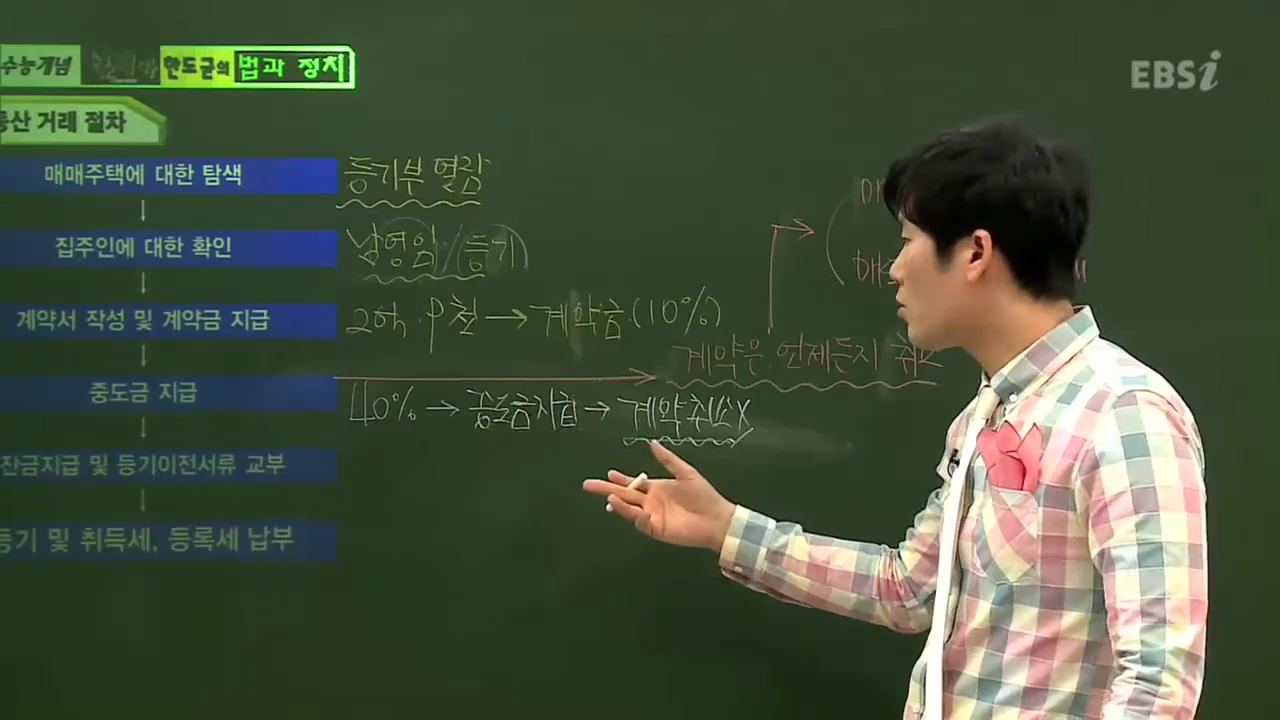 수능개념 한도균의 법과 정치
EBSi
동산 거래 절차
매매주택에 대한 탐색 등기부 열람
집주인에 대한 확인 남영임/(등기)
계약서 작성 및 계약금 지급 2억.9천→계약금(10%)
계약은 언제든지 취소
중도금 지급 40%→중도금지급→계약취소X
잔금지급 및 등기이전서류 교부
등기 및 취득세, 등록세 납부